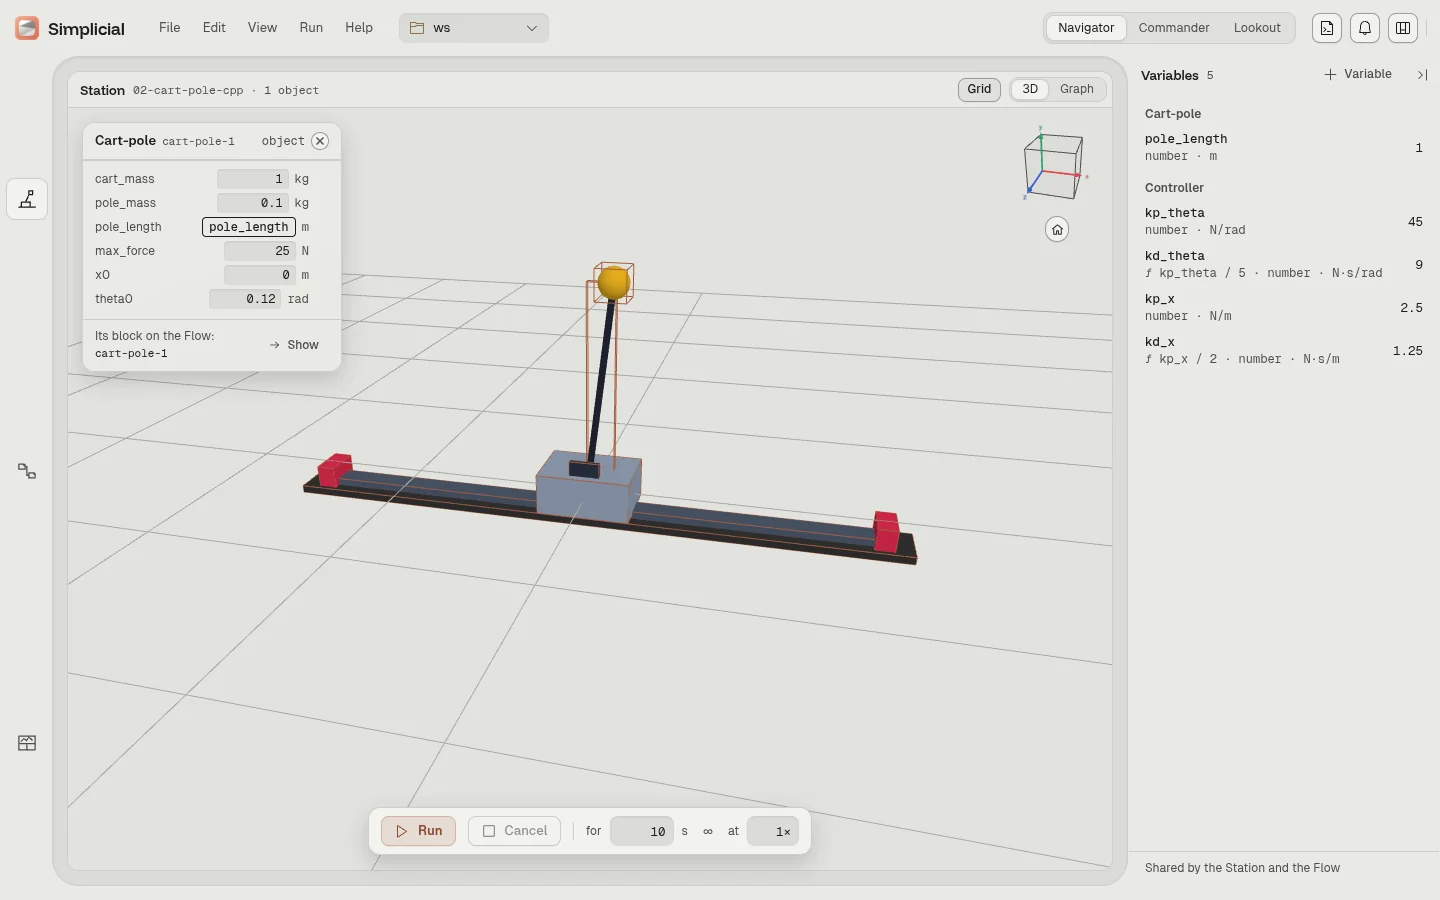 Simplicial
File
Edit
View
Run
Help
ws
Navigator
Commander
Lookout
Station 02-cart-pole-cpp · 1 object
Grid
3D
Graph
Cart-pole cart-pole-1 object
cart_mass 1 kg
pole_mass 0.1 kg
pole_length pole_length m
max_force 25 N
x0 0 m
theta0 0.12 rad
Its block on the Flow:
cart-pole-1
→ Show
y
x
z
Run
Cancel
for 10 s ∞ at 1×
Variables 5
+ Variable
Cart-pole
pole_length
number · m
1
Controller
kp_theta
number · N/rad
45
kd_theta
f kp_theta / 5 · number · N·s/rad
9
kp_x
number · N/m
2.5
kd_x
f kp_x / 2 · number · N·s/m
1.25
Shared by the Station and the Flow